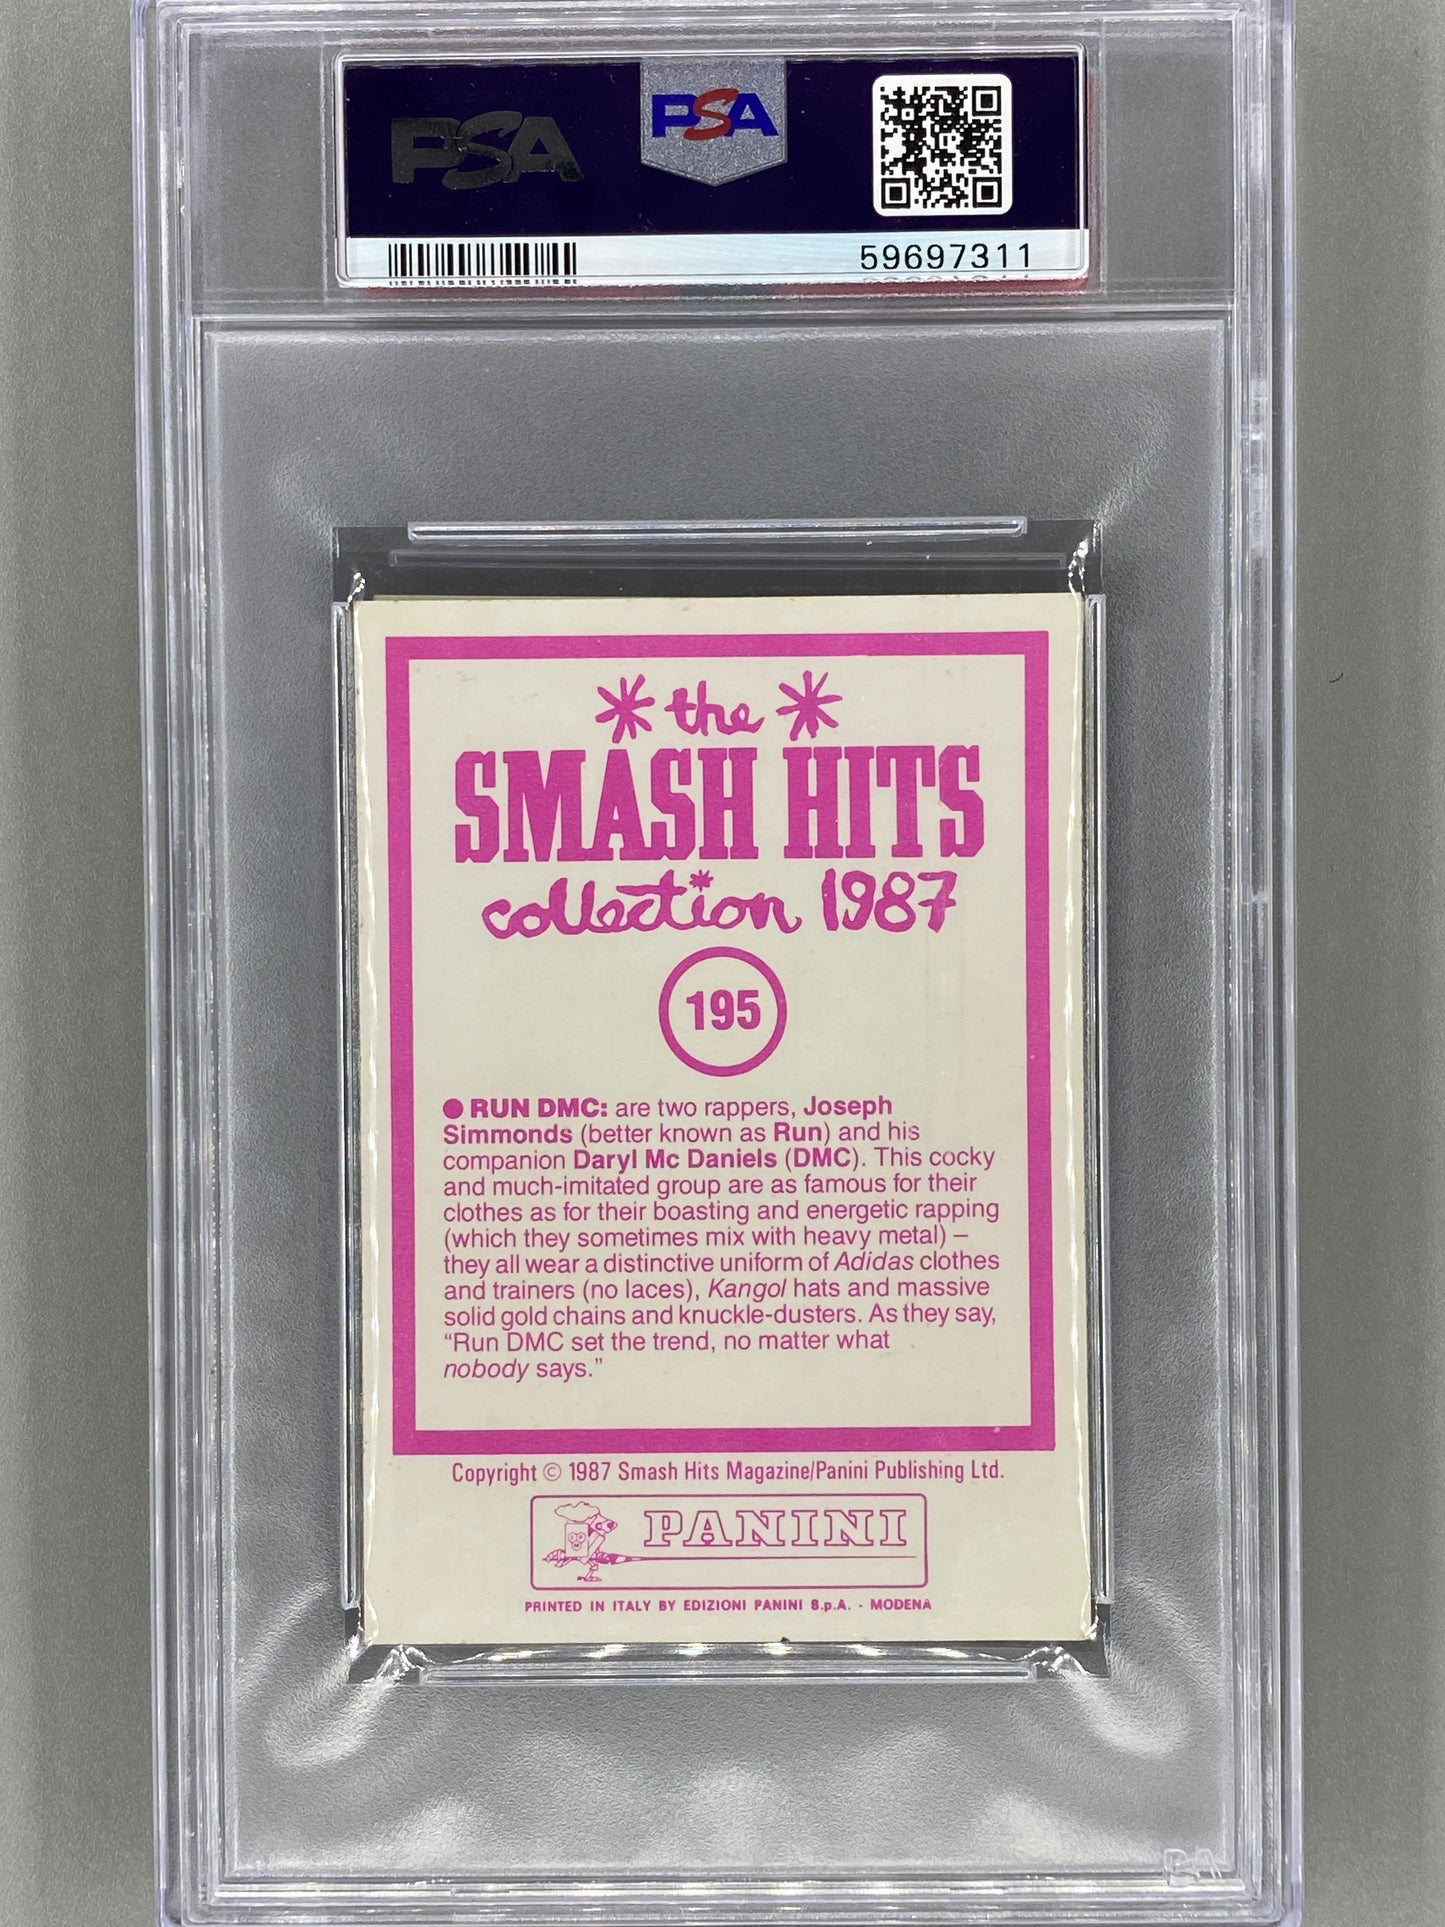 PSA
PSA
59697311
the
SMASH HITS
collection 1987
195
● RUN DMC: are two rappers, Joseph
Simmonds (better known as Run) and his
companion Daryl Mc Daniels (DMC). This cocky
and much-imitated group are as famous for their
clothes as for their boasting and energetic rapping
(which they sometimes mix with heavy metal) –
they all wear a distinctive uniform of Adidas clothes
and trainers (no laces), Kangol hats and massive
solid gold chains and knuckle-dusters. As they say,
“Run DMC set the trend, no matter what
nobody says.”
Copyright © 1987 Smash Hits Magazine/Panini Publishing Ltd.
PANINI
PRINTED IN ITALY BY EDIZIONI PANINI S.p.A. - MODENA